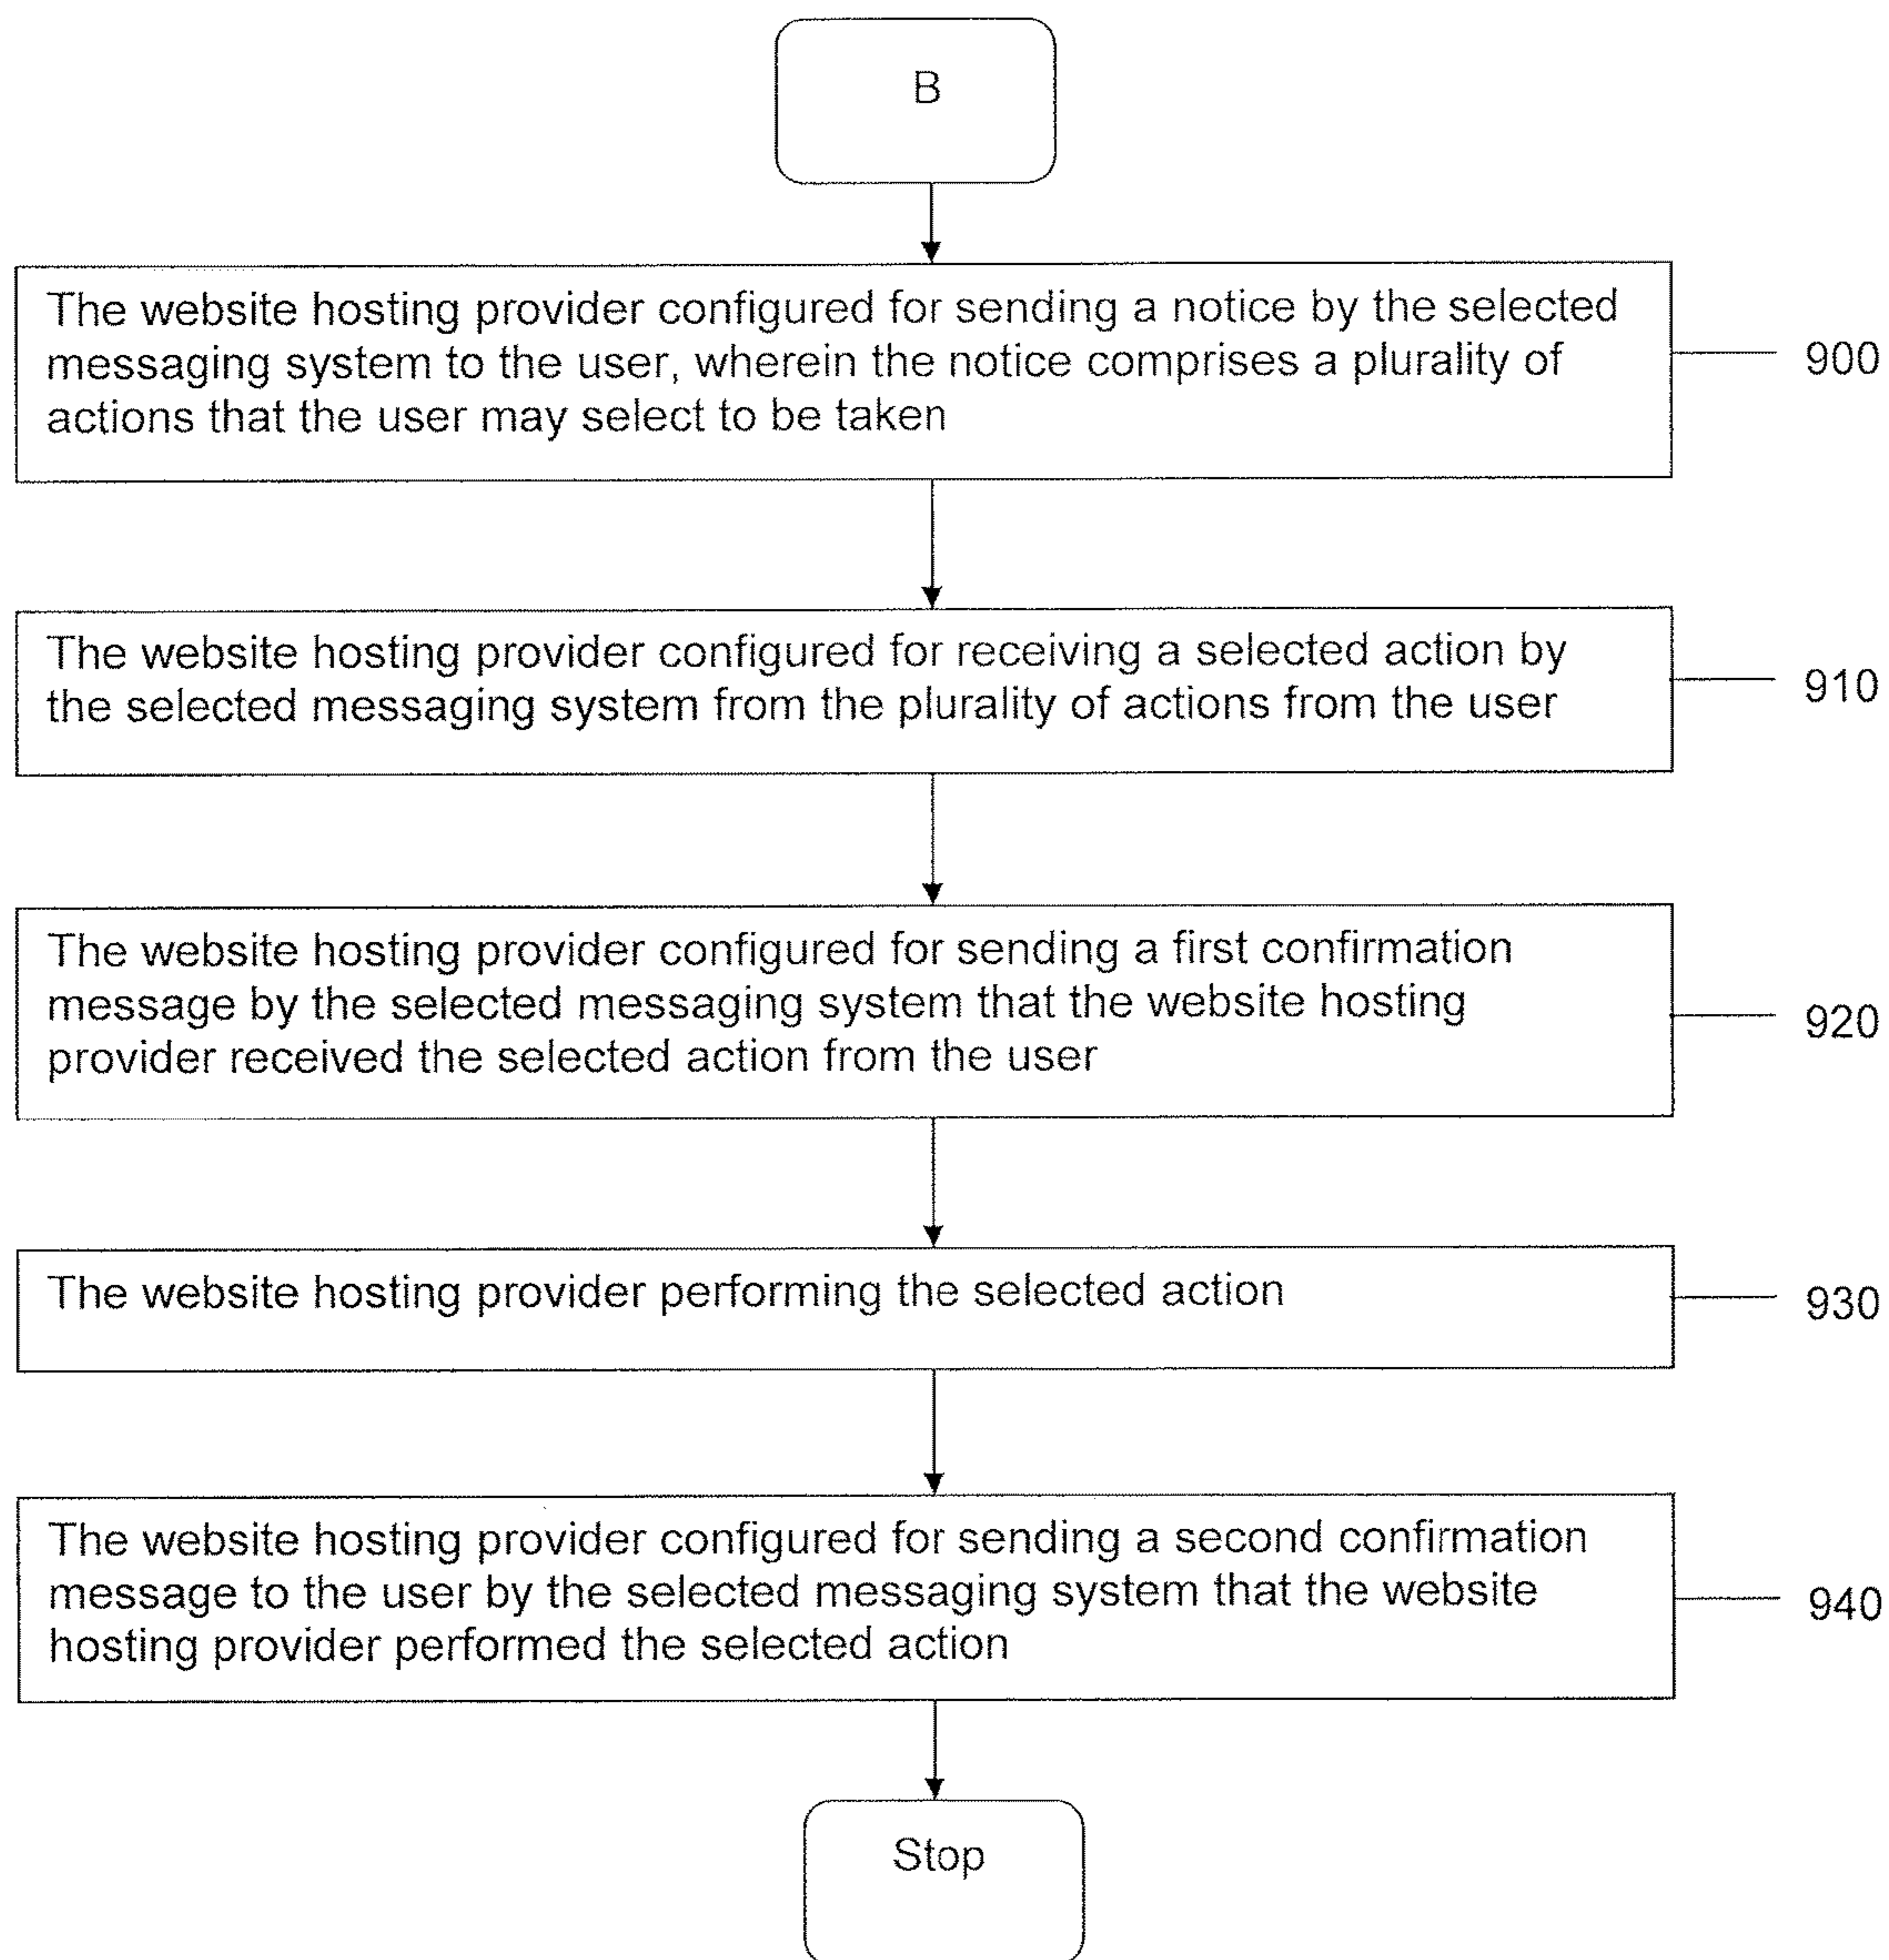 B
The website hosting provider configured for sending a notice by the selected
messaging system to the user, wherein the notice comprises a plurality of
actions that the user may select to be taken
900
The website hosting provider configured for receiving a selected action by
the selected messaging system from the plurality of actions from the user
910
The website hosting provider configured for sending a first confirmation
message by the selected messaging system that the website hosting
provider received the selected action from the user
920
The website hosting provider performing the selected action
930
The website hosting provider configured for sending a second confirmation
message to the user by the selected messaging system that the website
hosting provider performed the selected action
940
Stop